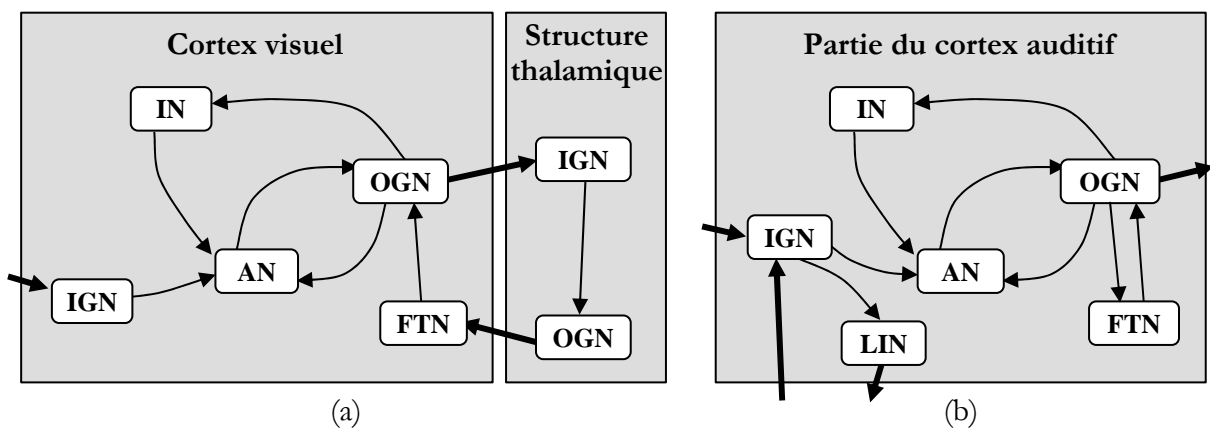 Cortex visuel
Structure
thalamique
IN
IGN
OGN
AN
IGN
FTN
OGN
(a)
Partie du cortex auditif
IN
OGN
IGN
AN
FTN
LIN
(b)